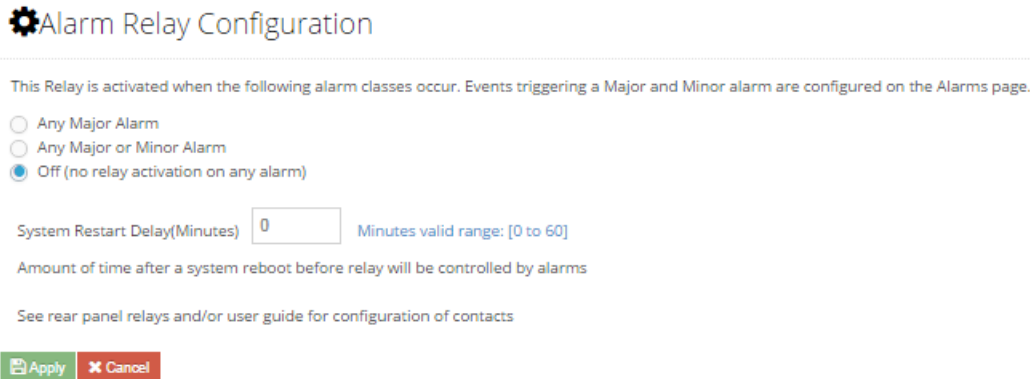 Alarm Relay Configuration
This Relay is activated when the following alarm classes occur. Events triggering a Major and Minor alarm are configured on the Alarms page.
Any Major Alarm
Any Major or Minor Alarm
Off (no relay activation on any alarm)
System Restart Delay(Minutes) 0 Minutes valid range: [0 to 60]
Amount of time after a system reboot before relay will be controlled by alarms
See rear panel relays and/or user guide for configuration of contacts
Apply Cancel